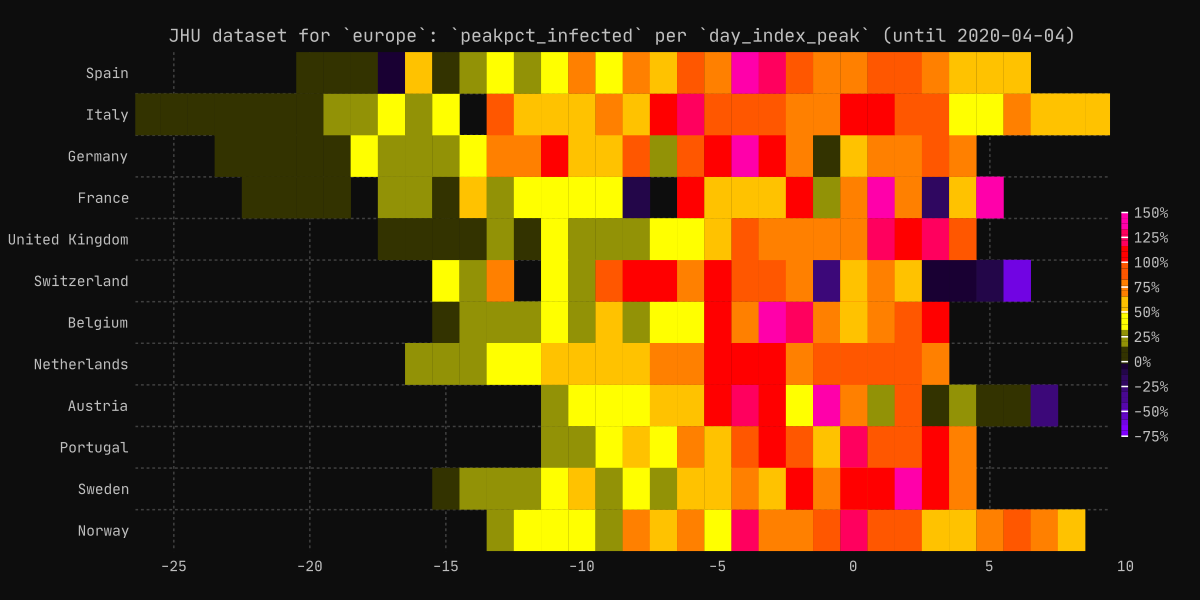 JHU dataset for `europe`: `peakpct_infected` per `day_index_peak` (until 2020-04-04)
Spain
Italy
Germany
France
United Kingdom
Switzerland
Belgium
Netherlands
Austria
Portugal
Sweden
Norway
-25 -20 -15 -10 -5 0 5 10
150%
125%
100%
75%
50%
25%
0%
-25%
-50%
-75%